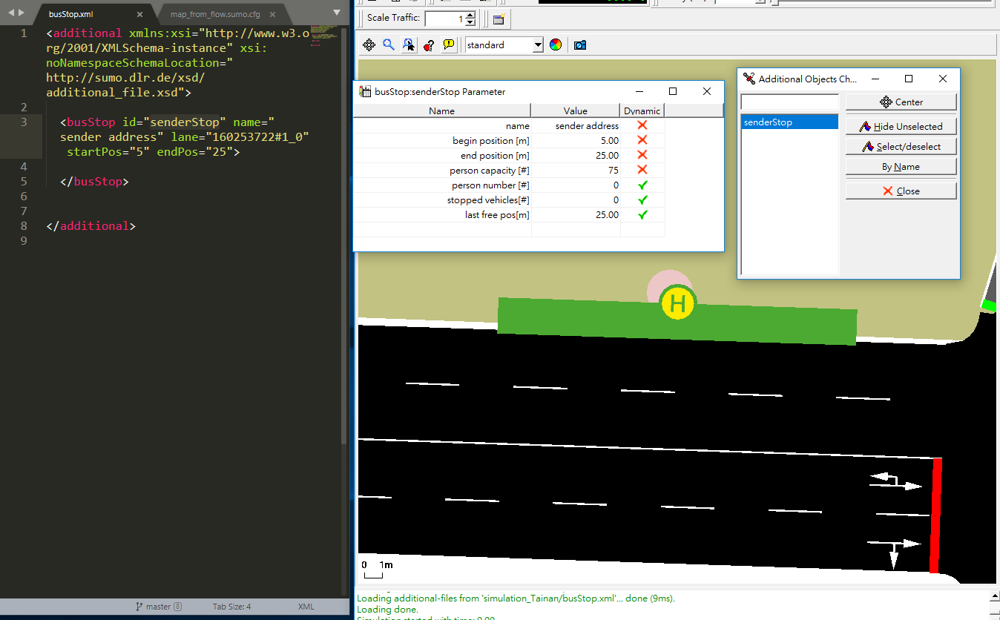 busStop.xml
map_from_flow.sumo.cfg
1 <additional xmlns:xsi="http://www.w3.o
rg/2001/XMLSchema-instance" xsi:
noNamespaceSchemaLocation="
http://sumo.dlr.de/xsd/
additional_file.xsd">
2
3 <busStop id="senderStop" name="
sender address" lane="160253722#1_0"
startPos="5" endPos="25">
4
5 </busStop>
6
7
8 </additional>
9
master 8
Tab Size: 4
XML
Scale Traffic: 1
standard
busStop:senderStop Parameter
Name Value Dynamic
name sender address
begin position [m] 5.00
end position [m] 25.00
person capacity [#] 75
person number [#] 0
stopped vehicles[#] 0
last free pos[m] 25.00
Additional Objects Ch...
senderStop
Center
Hide Unselected
Select/deselect
By Name
Close
H
0 1m
Loading additional-files from 'simulation_Tainan/busStop.xml'... done (9ms).
Loading done.
Simulation started with time: 0.00